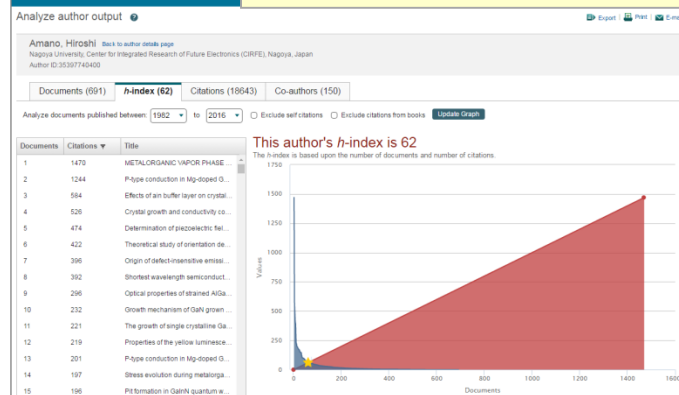 Analyze author output
Export | Print | E-ma
Amano, Hiroshi Back to author details page
Nagoya University, Center for Integrated Research of Future Electronics (CIRFE), Nagoya, Japan
Author ID:35397740400
Documents (691) h-index (62) Citations (18643) Co-authors (150)
Analyze documents published between: 1982 to 2016 Exclude self citations Exclude citations from books Update Graph
Documents Citations Title
1 1470 METALORGANIC VAPOR PHASE ...
2 1244 P-type conduction in Mg-doped G...
3 564 Effects of ain buffer layer on crystal...
4 526 Crystal growth and conductivity co...
5 474 Determination of piezoelectric fiel...
6 422 Theoretical study of orientation de...
7 396 Origin of defect-insensitive emissi...
8 392 Shortest wavelength semiconduct...
9 296 Optical properties of strained AlGa...
10 232 Growth mechanism of GaN grown ...
11 221 The growth of single crystalline Ga...
12 219 Properties of the yellow luminesce...
13 201 P-type conduction in Mg-doped G...
14 197 Stress evolution during metalorga...
15 196 Pit formation in GaInN quantum w...
This author's h-index is 62
The h-index is based upon the number of documents and number of citations.
1750
1500
1250
1000
750
500
250
0
Values
0 200 400 600 800 1000 1200 1400 1600
Documents